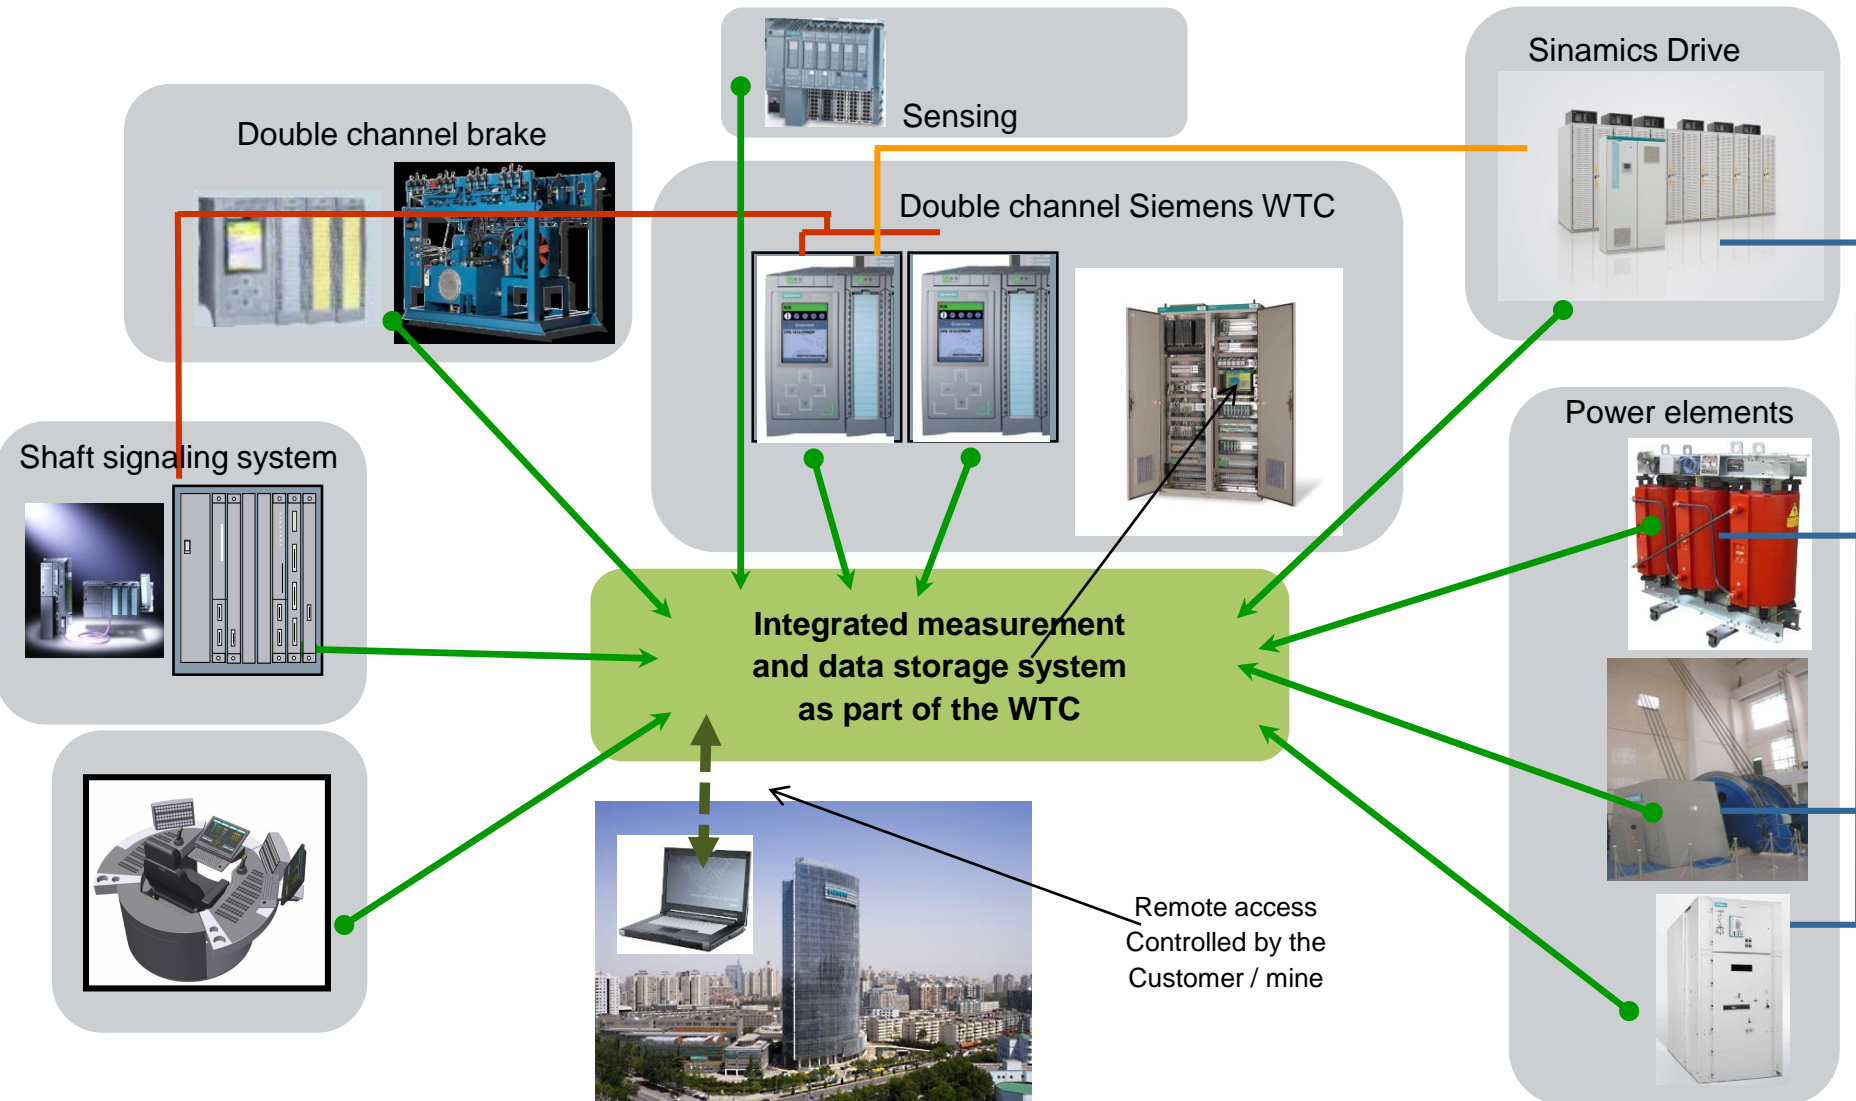 Sinamics Drive
Sensing
Double channel brake
Double channel Siemens WTC
Power elements
Shaft signaling system
Integrated measurement
and data storage system
as part of the WTC
Remote access
Controlled by the
Customer / mine